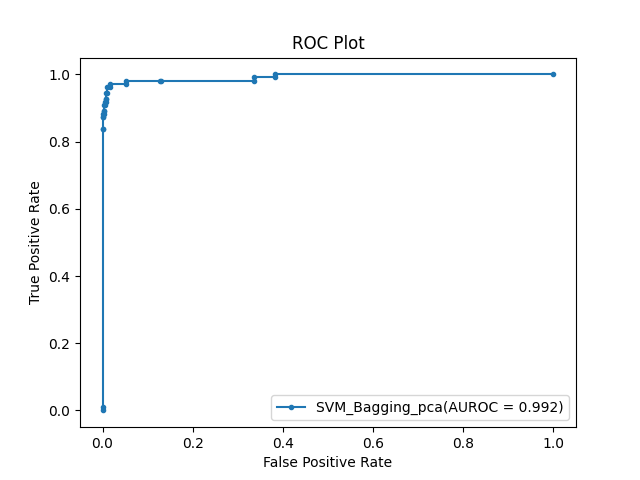 ROC Plot
True Positive Rate
1.0
0.8
0.6
0.4
0.2
0.0
SVM_Bagging_pca(AUROC = 0.992)
0.0 0.2 0.4 0.6 0.8 1.0
False Positive Rate